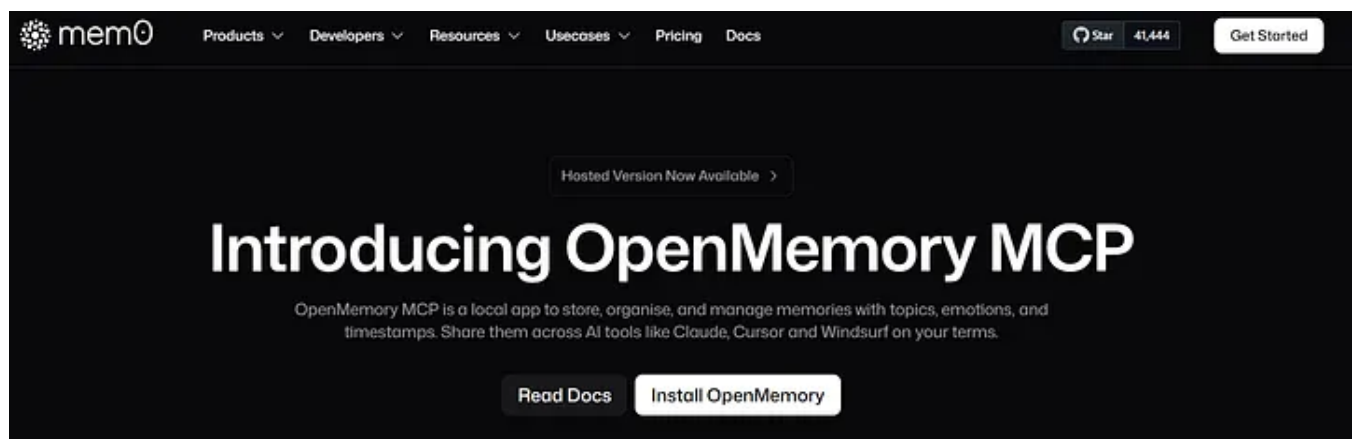 mem0
Products Developers Resources Usecases Pricing Docs
Star 41,444
Get Started
Hosted Version Now Available >
Introducing OpenMemory MCP
OpenMemory MCP is a local app to store, organise, and manage memories with topics, emotions, and
timestamps. Share them across AI tools like Claude, Cursor and Windsurf on your terms.
Read Docs Install OpenMemory